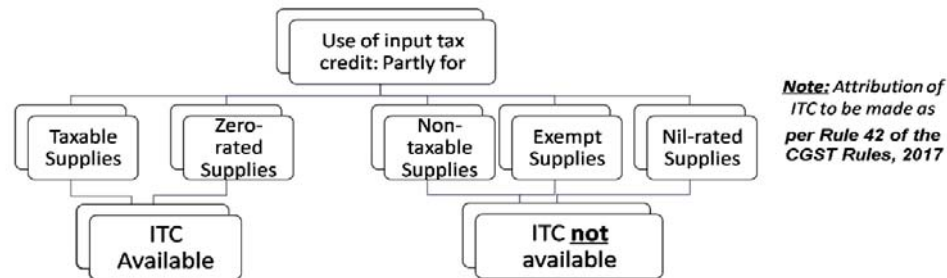 Use of input tax
credit: Partly for
Taxable
Supplies
Zero-
rated
Supplies
Non-
taxable
Supplies
Exempt
Supplies
Nil-rated
Supplies
Note: Attribution of
ITC to be made as
per Rule 42 of the
CGST Rules, 2017
ITC
Available
ITC not
available